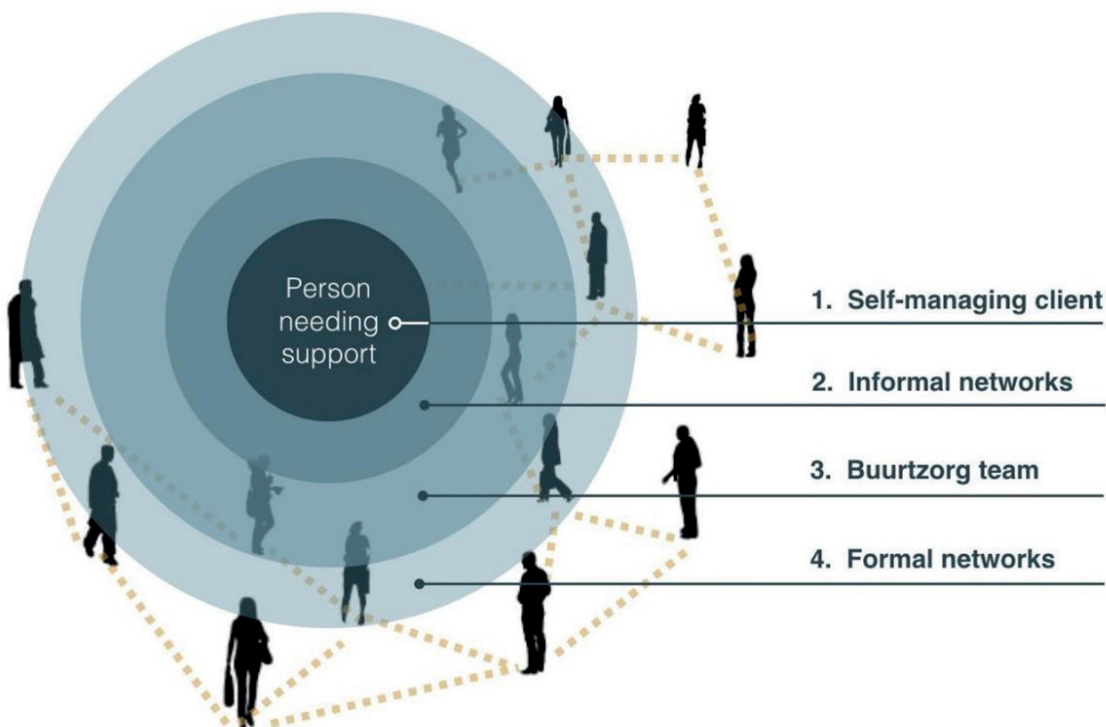 Person
needing
support
1. Self-managing client
2. Informal networks
3. Buurtzorg team
4. Formal networks